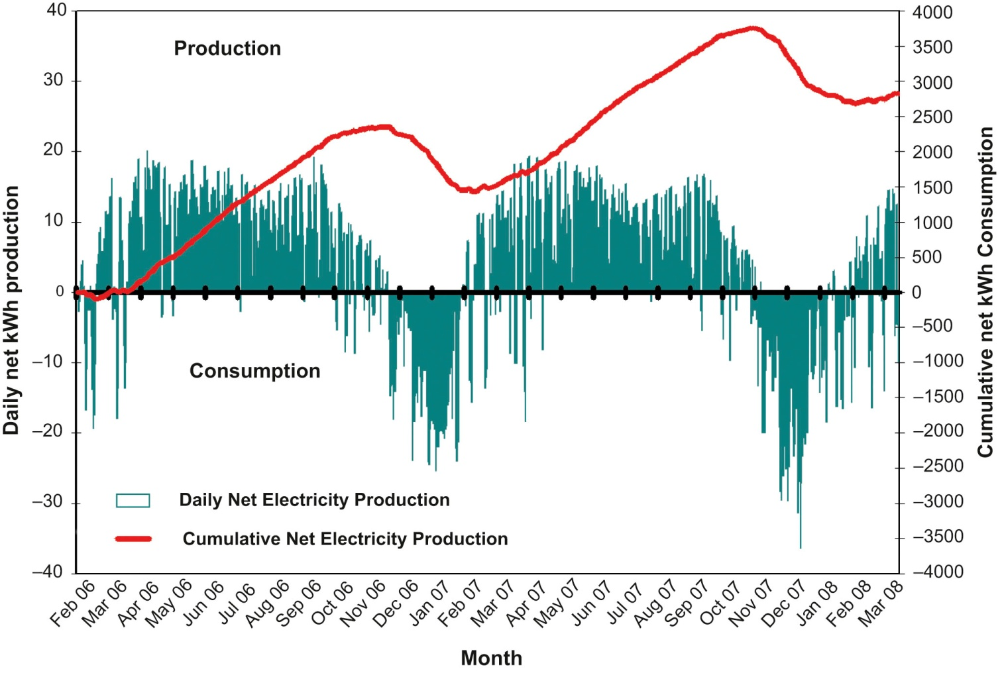 Daily net kWh production
40
30
20
10
0
–10
–20
–30
–40
Production
Consumption
Daily Net Electricity Production
Cumulative Net Electricity Production
4000
3500
3000
2500
2000
1500
1000
500
0
–500
–1000
–1500
–2000
–2500
–3000
–3500
–4000
Cumulative net kWh Consumption
Feb 06
Mar 06
Apr 06
May 06
Jun 06
Jul 06
Aug 06
Sep 06
Oct 06
Nov 06
Dec 06
Jan 07
Feb 07
Mar 07
Apr 07
May 07
Jun 07
Jul 07
Aug 07
Sep 07
Oct 07
Nov 07
Dec 07
Jan 08
Feb 08
Mar 08
Month